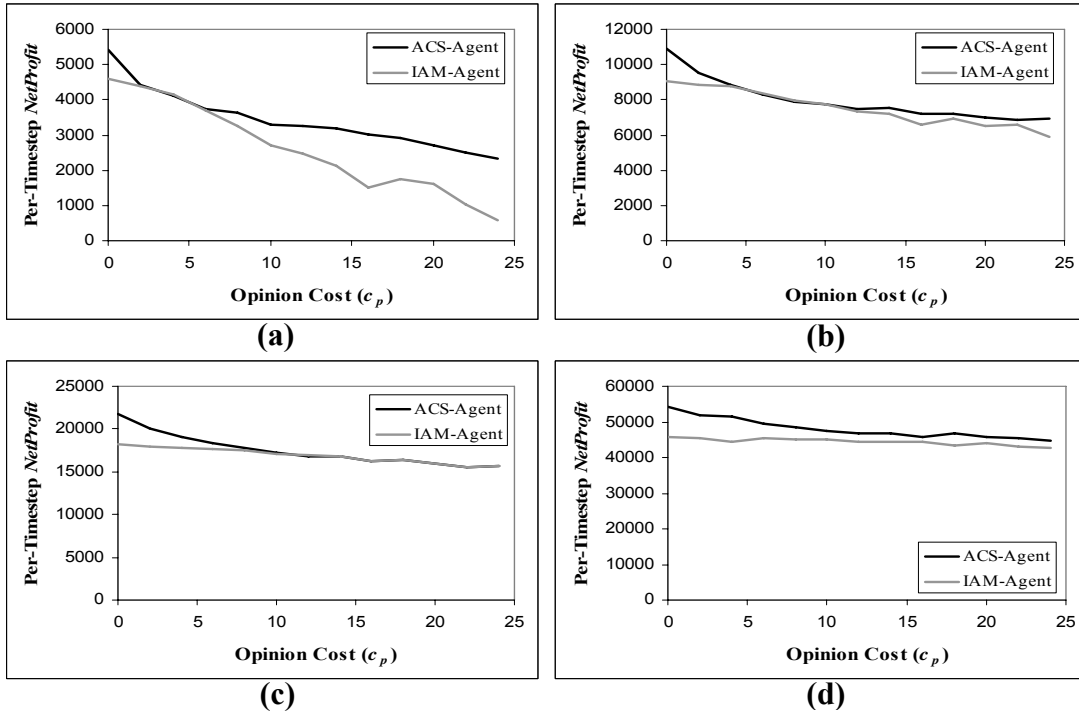 6000
5000
4000
3000
2000
1000
0
0 5 10 15 20 25
Per-Timestep NetProfit
Opinion Cost (c p)
ACS-Agent
IAM-Agent
(a)
12000
10000
8000
6000
4000
2000
0
0 5 10 15 20 25
Per-Timestep NetProfit
Opinion Cost (c p)
ACS-Agent
IAM-Agent
(b)
25000
20000
15000
10000
5000
0
0 5 10 15 20 25
Per-Timestep NetProfit
Opinion Cost (c p)
ACS-Agent
IAM-Agent
(c)
60000
50000
40000
30000
20000
10000
0
0 5 10 15 20 25
Per-Timestep NetProfit
Opinion Cost (c p)
ACS-Agent
IAM-Agent
(d)